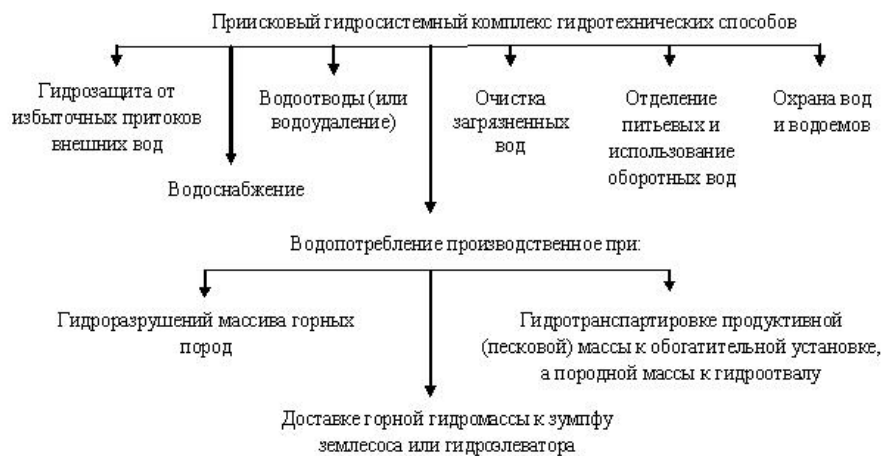 Приисковый гидросистемный комплекс гидротехнических способов
Гидрозащита от
избыточных притоков
внешних вод
Водоотводы (или
водоудаление)
Очистка
загрязненных
вод
Отделение
питьевых и
использование
оборотных вод
Охрана вод
и водоемов
Водоснабжение
Водопотребление производственное при:
Гидроразрушений массива горных
пород
Гидротранспартировке продуктивной
(песковой) массы к обогатительной установке,
а породной массы к гидроотвалу
Доставке горной гидромассы к зумпфу
землесоса или гидроэлеватора